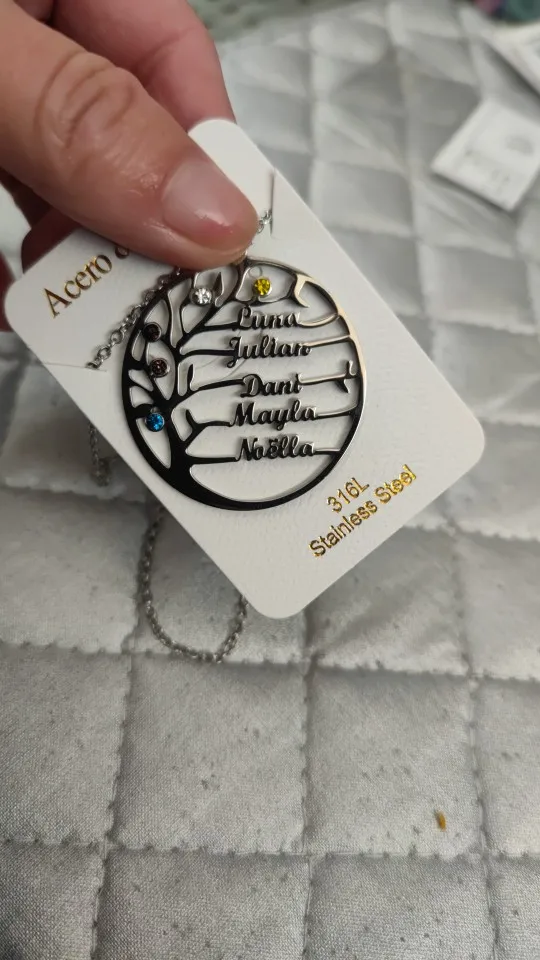 Acero
Luna
Julian
Dani
Mayla
Noëlla
316L
Stainless Steel